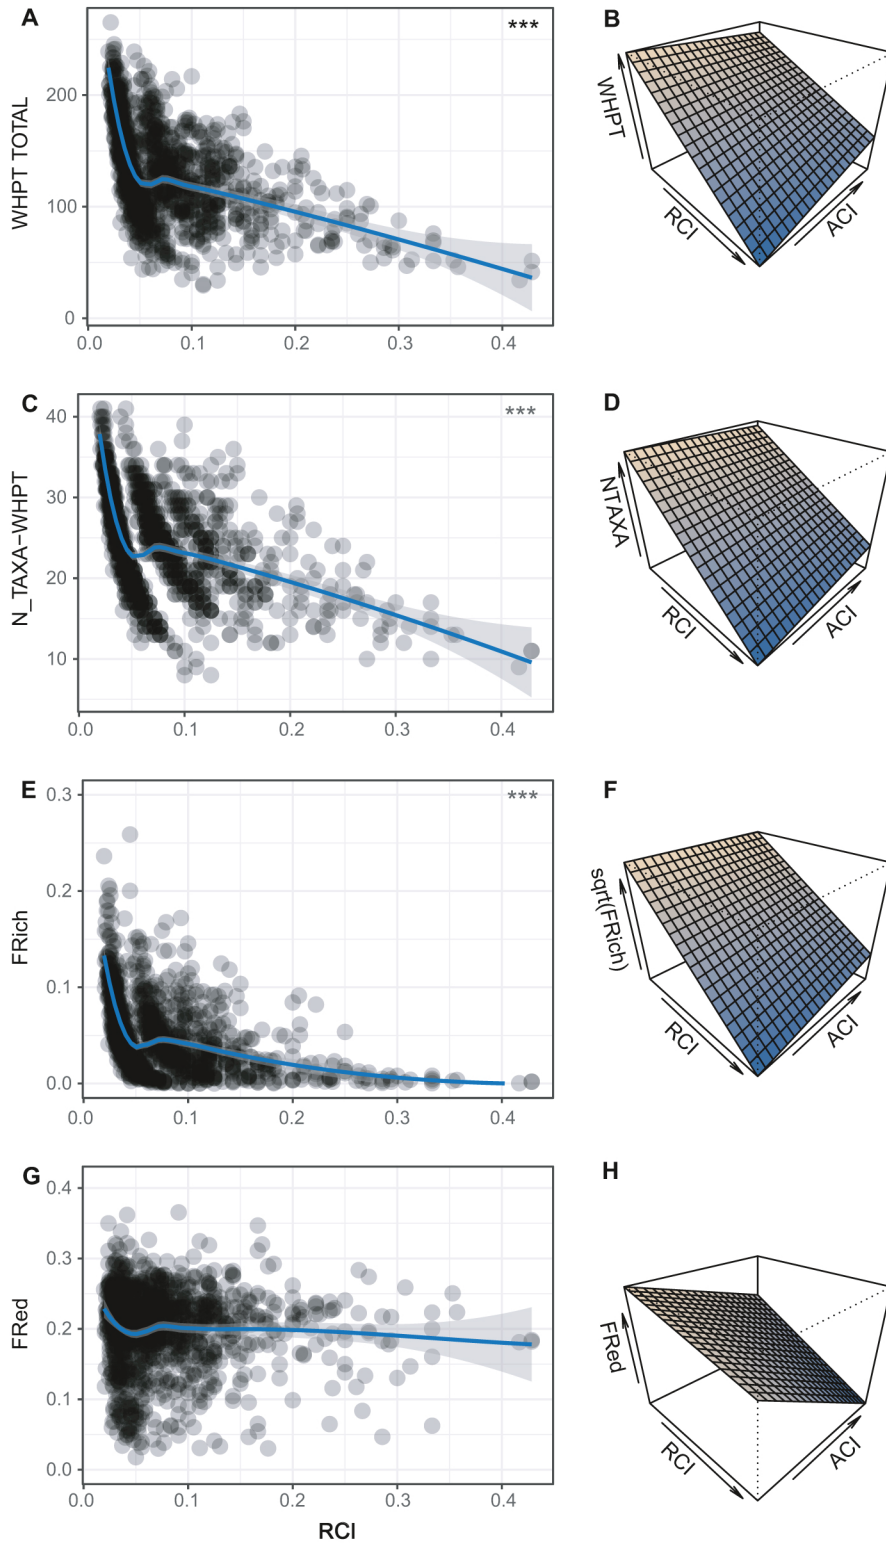 A
***
WHPT TOTAL
200
100
0
0.0 0.1 0.2 0.3 0.4
B
WHPT
RCI
ACI
C
***
N_TAXA−WHPT
40
30
20
10
0.0 0.1 0.2 0.3 0.4
D
NTAXA
RCI
ACI
E
***
FRich
0.3
0.2
0.1
0.0
0.0 0.1 0.2 0.3 0.4
F
sqrt(FRich)
RCI
ACI
G
FRed
0.4
0.3
0.2
0.1
0.0
0.0 0.1 0.2 0.3 0.4
RCI
H
FRed
RCI
ACI